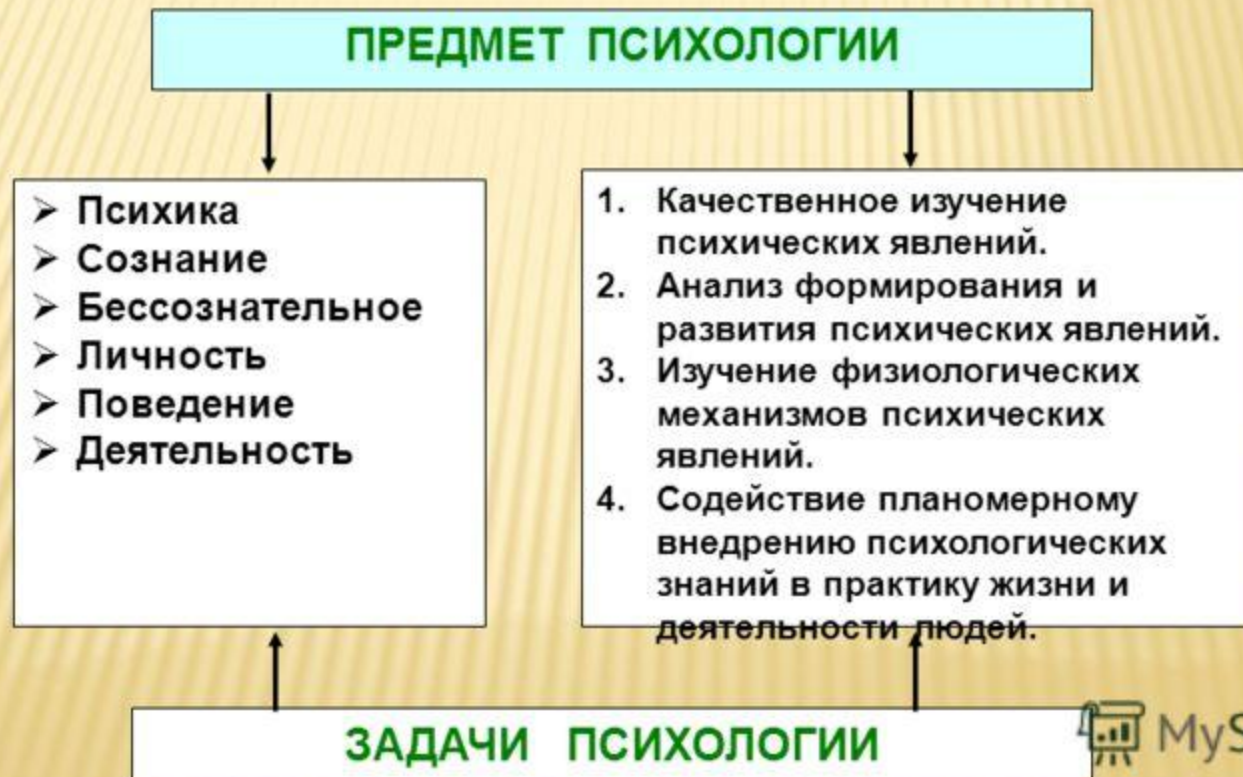 ПРЕДМЕТ ПСИХОЛОГИИ
➢ Психика
➢ Сознание
➢ Бессознательное
➢ Личность
➢ Поведение
➢ Деятельность
1. Качественное изучение
психических явлений.
2. Анализ формирования и
развития психических явлений.
3. Изучение физиологических
механизмов психических
явлений.
4. Содействие планомерному
внедрению психологических
знаний в практику жизни и
деятельности людей.
ЗАДАЧИ ПСИХОЛОГИИ
MyS